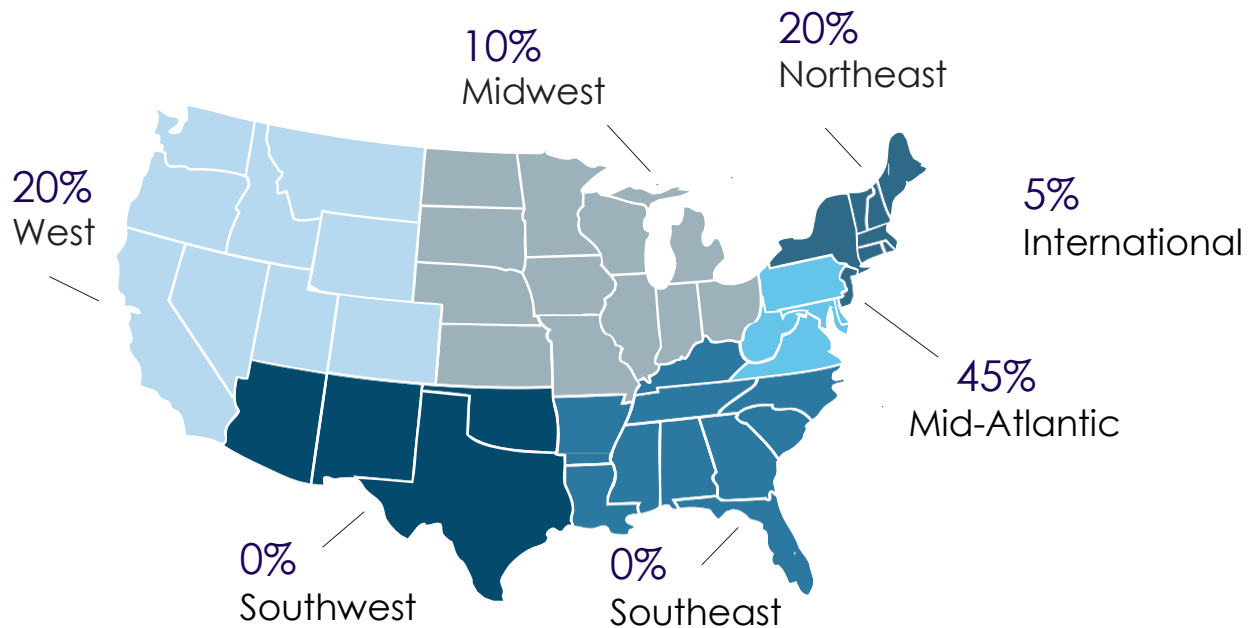 20%
Northeast
10%
Midwest
20%
West
5%
International
45%
Mid-Atlantic
0%
Southwest
0%
Southeast